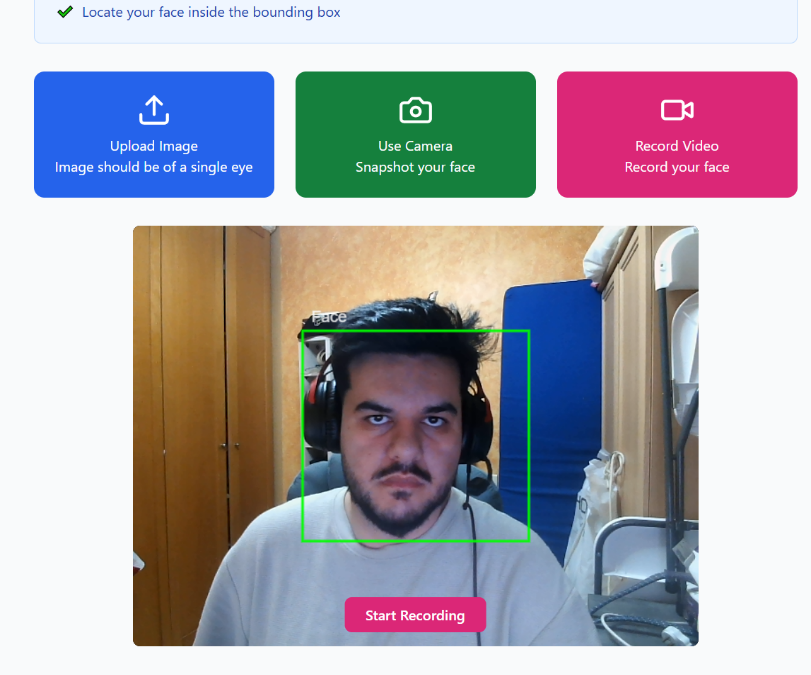 Locate your face inside the bounding box
Upload Image
Image should be of a single eye
Use Camera
Snapshot your face
Record Video
Record your face
Face
Start Recording